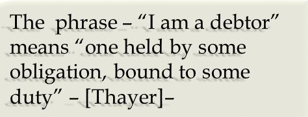 The phrase – “I am a debtor”
means “one held by some
obligation, bound to some
duty” – [Thayer]–